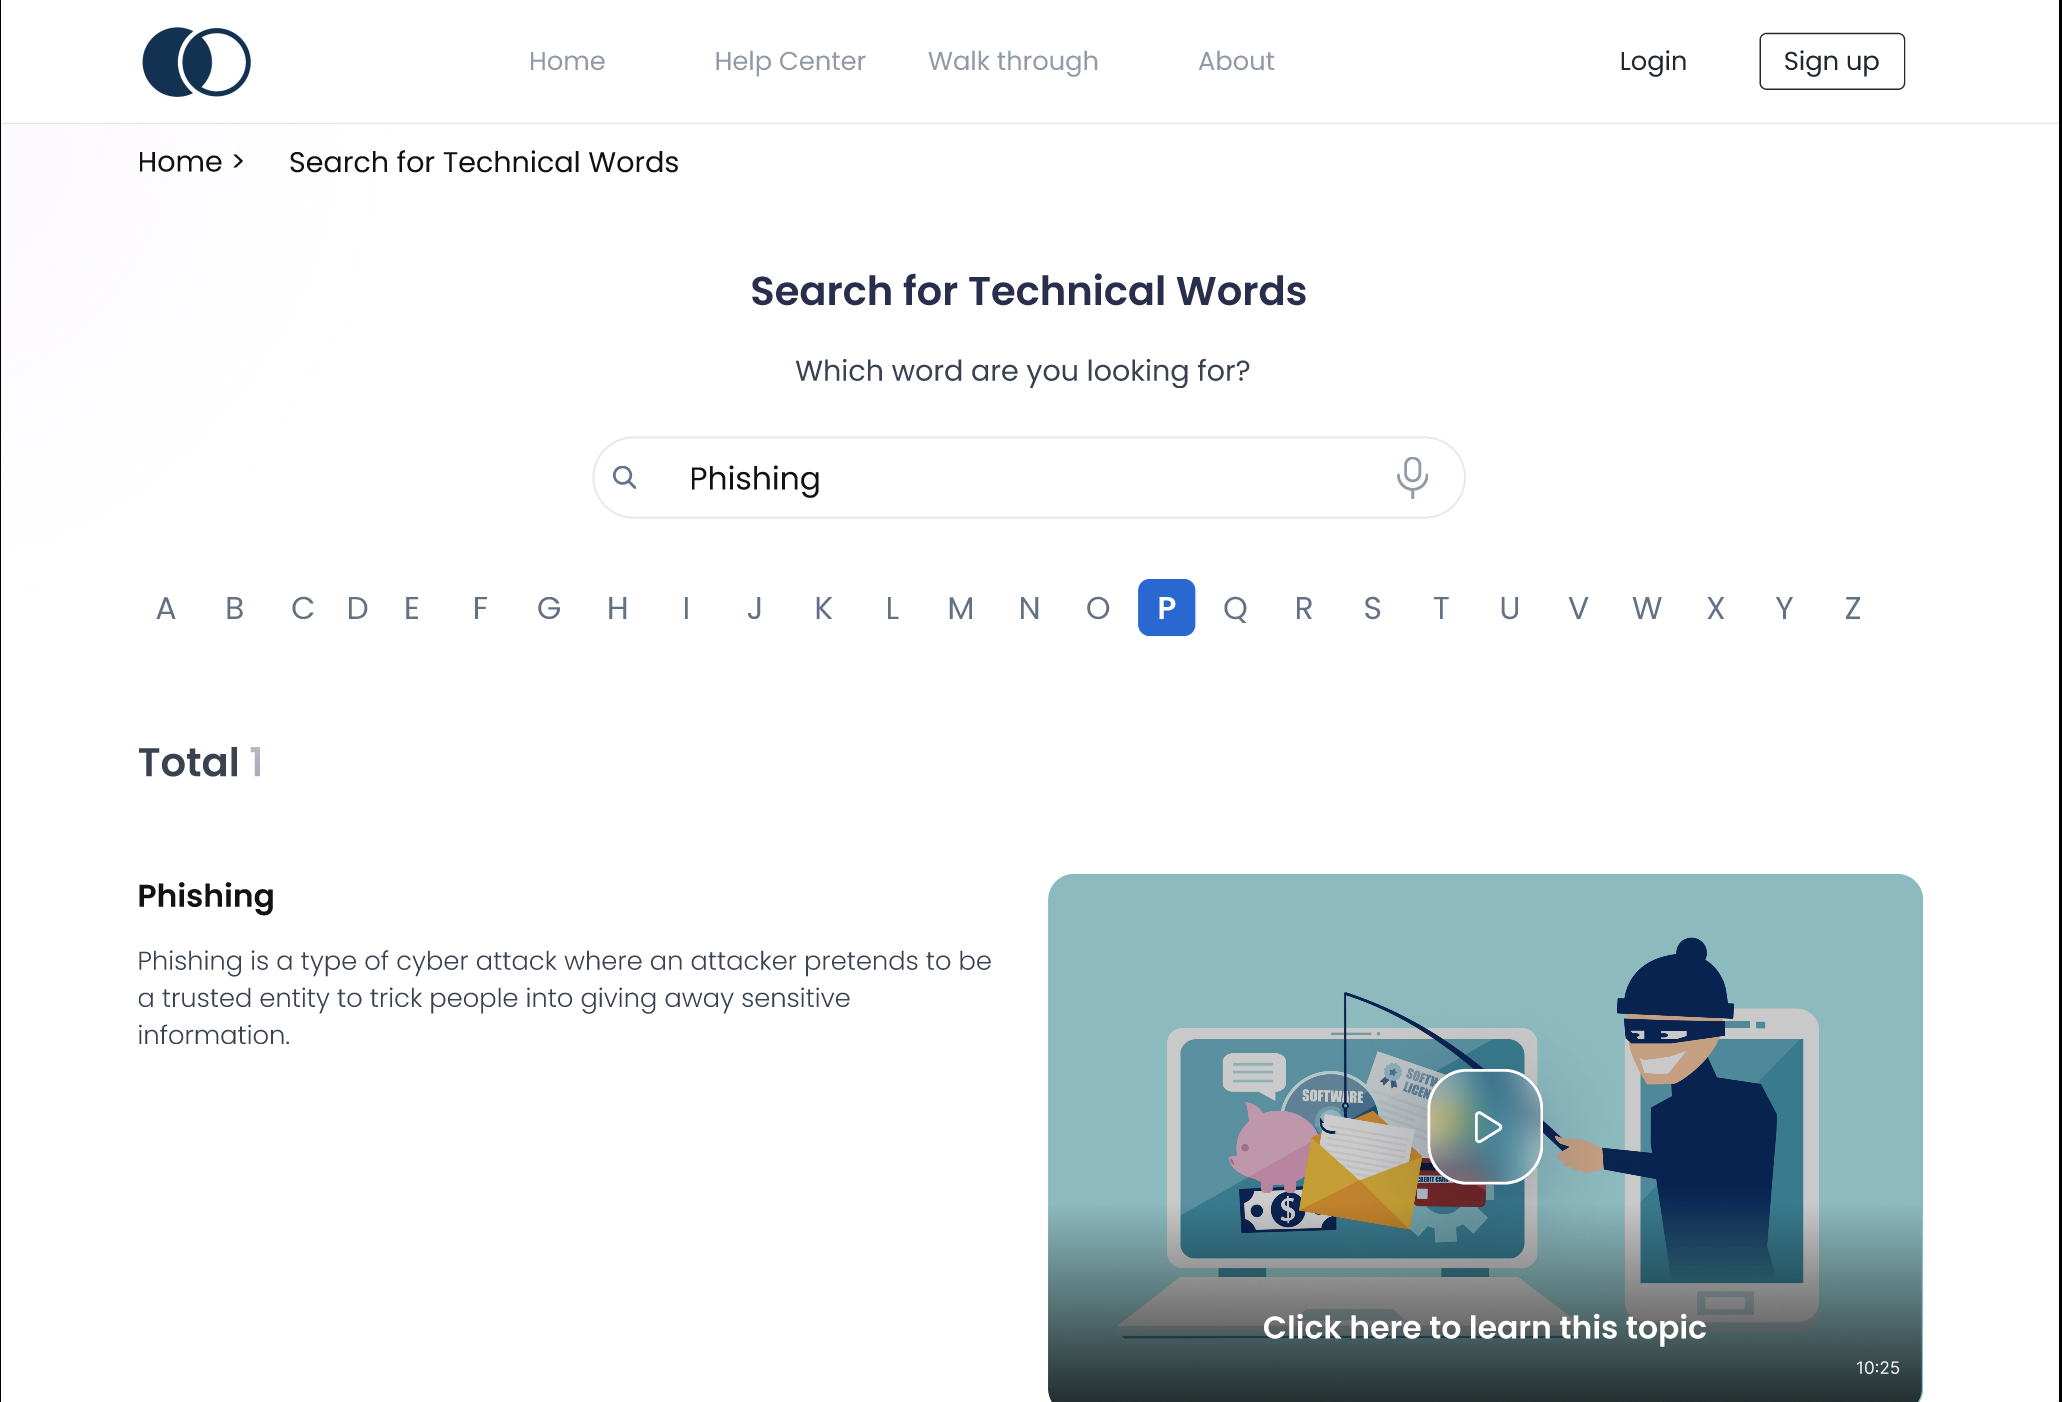 Home Help Center Walk through About Login Sign up
Home > Search for Technical Words
Search for Technical Words
Which word are you looking for?
Phishing
A B C D E F G H I J K L M N O P Q R S T U V W X Y Z
Total 1
Phishing
Phishing is a type of cyber attack where an attacker pretends to be
a trusted entity to trick people into giving away sensitive
information.
SOFTWARE
$
Click here to learn this topic
10:25